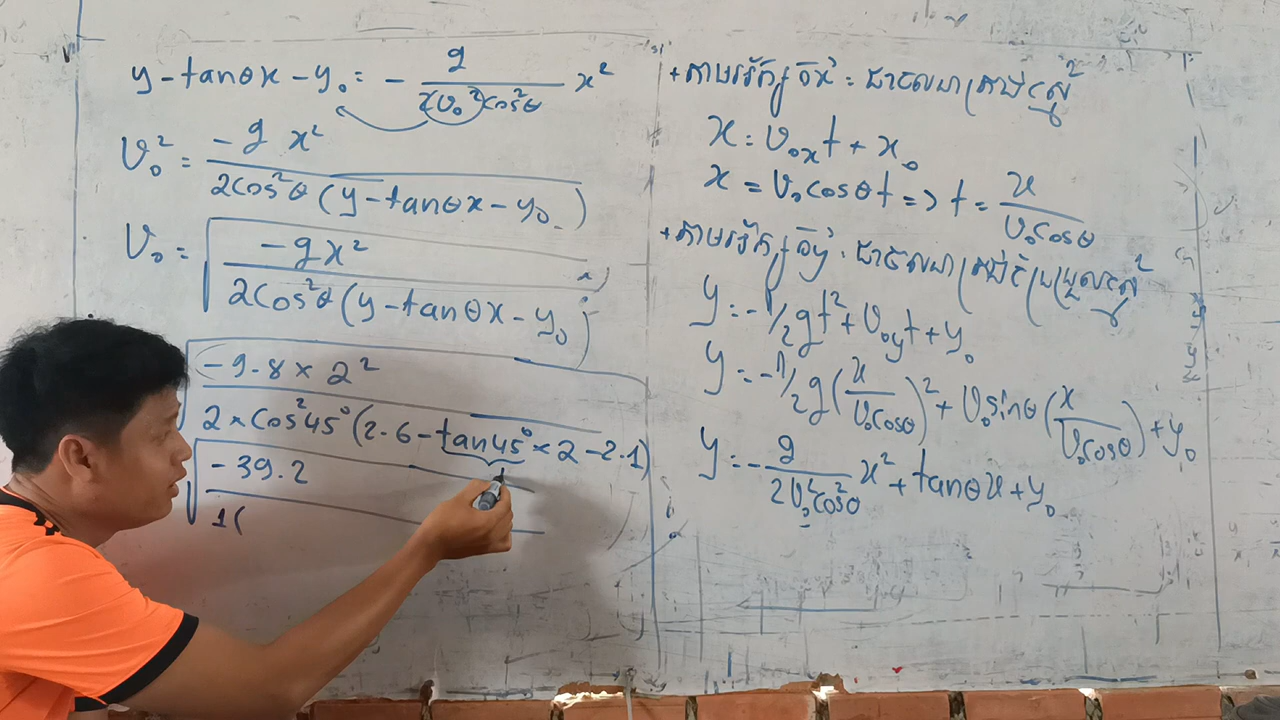 y - tanθx - y₀ = - g/(2v₀²cos²θ) x²
v₀² = -g x²/(2cos²θ (y - tanθx - y₀))
v₀ = √(-gx²/(2cos²θ (y - tanθx - y₀)))
√(-9.8 × 2²/(2×cos²45° (2.6 - tan45° × 2 - 2.1)))
√(-39.2/1(
+តាមអ័ក្ស ox : ជាចលនាត្រង់ស្មើ
x = v₀ₓt + x₀
x = v₀cosθt => t = x/(v₀cosθ)
+តាមអ័ក្ស oy : ជាចលនាត្រង់ប្រែប្រួលស្មើ
y = -1/2gt² + v₀yt + y₀
y = -1/2g(x/(v₀cosθ))² + v₀sinθ(x/(v₀cosθ)) + y₀
y = - g/(2v₀²cos²θ) x² + tanθx + y₀